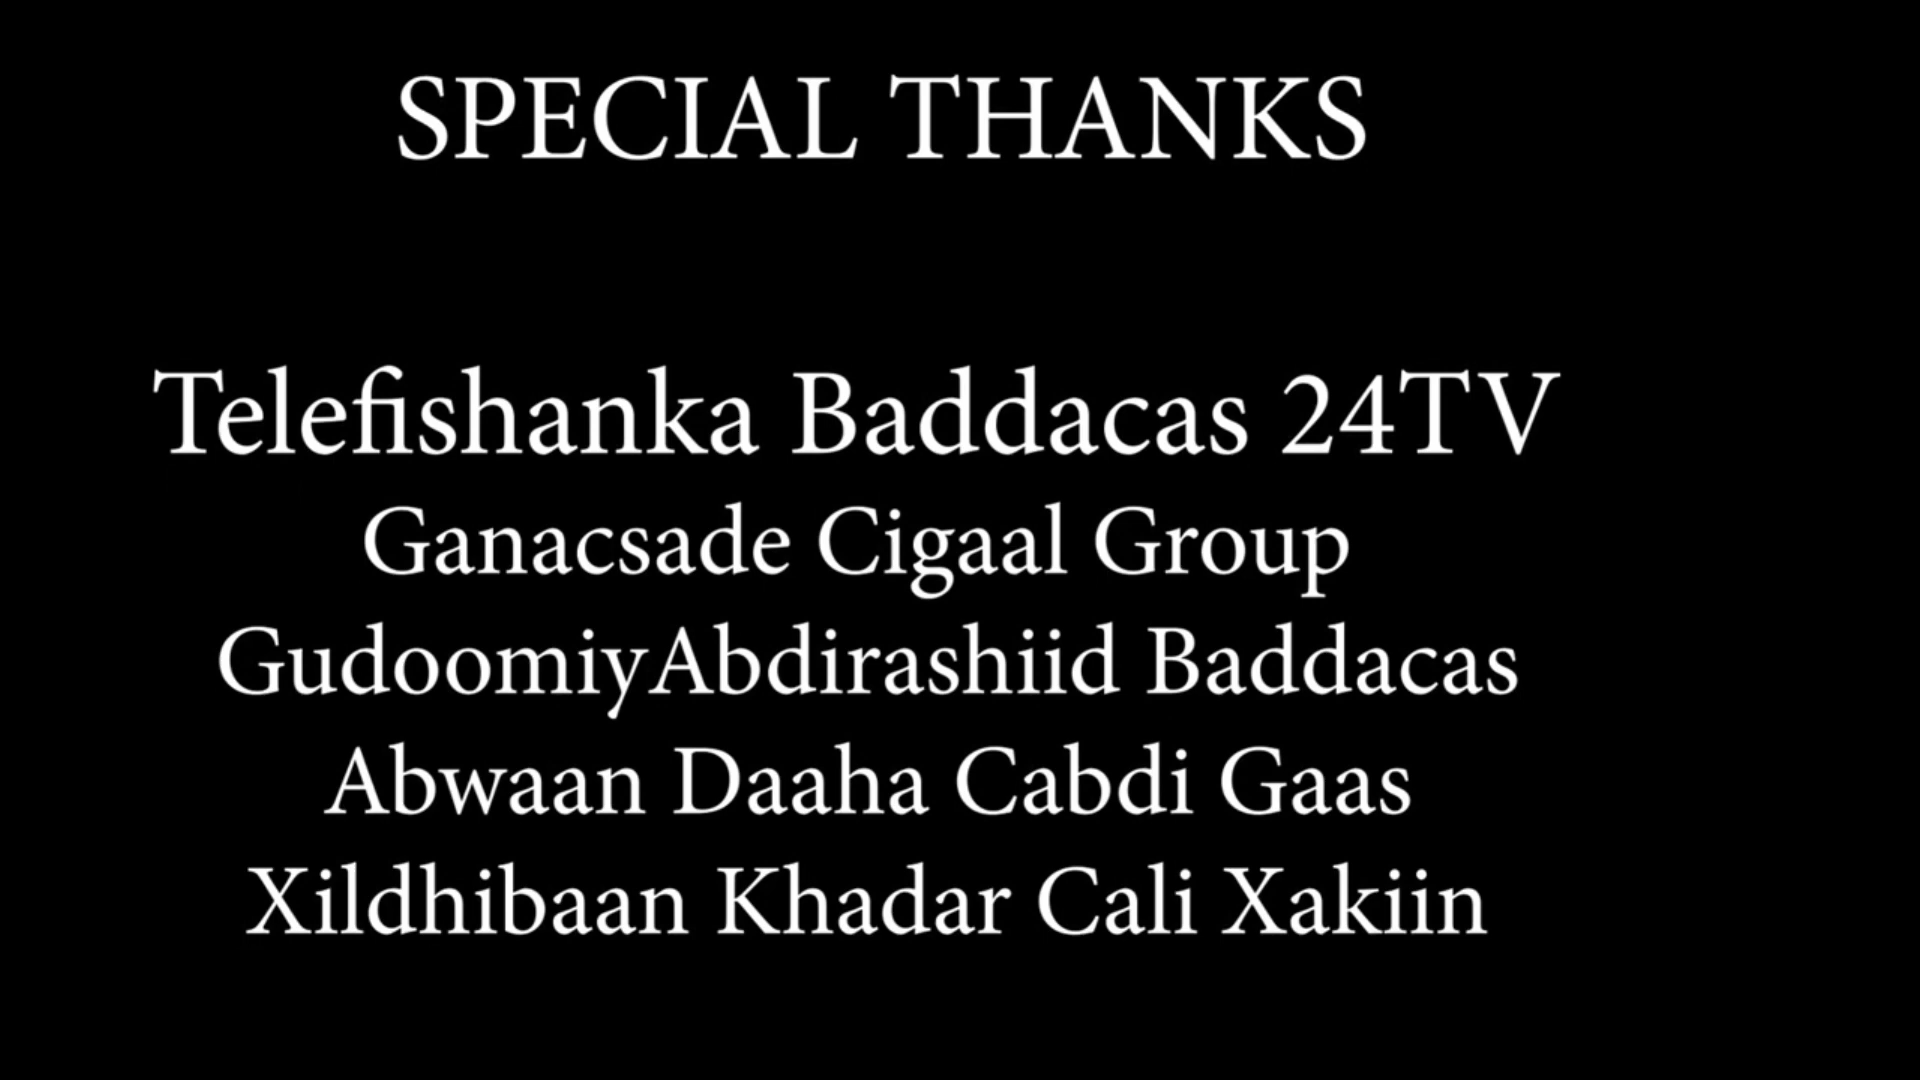 SPECIAL THANKS
Telefishanka Baddacas 24TV
Ganacsade Cigaal Group
GudoomiyAbdirashiid Baddacas
Abwaan Daaha Cabdi Gaas
Xildhibaan Khadar Cali Xakiin